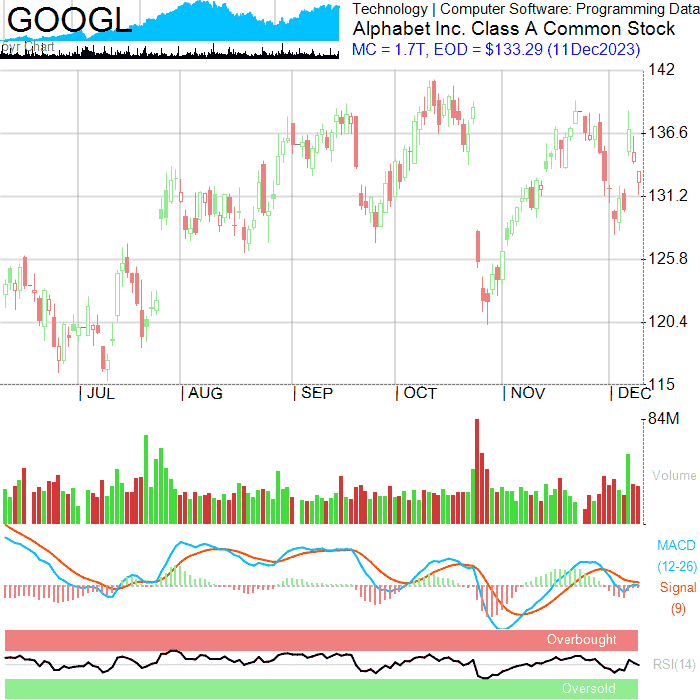 GOOGL
Technology | Computer Software: Programming Data
Alphabet Inc. Class A Common Stock
MC = 1.7T, EOD = $133.29 (11Dec2023)
Chart
142
136.6
131.2
125.8
120.4
115
| JUL | AUG | SEP | OCT | NOV | DEC
84M
Volume
MACD
(12-26)
Signal
(9)
Overbought
RSI(14)
Oversold